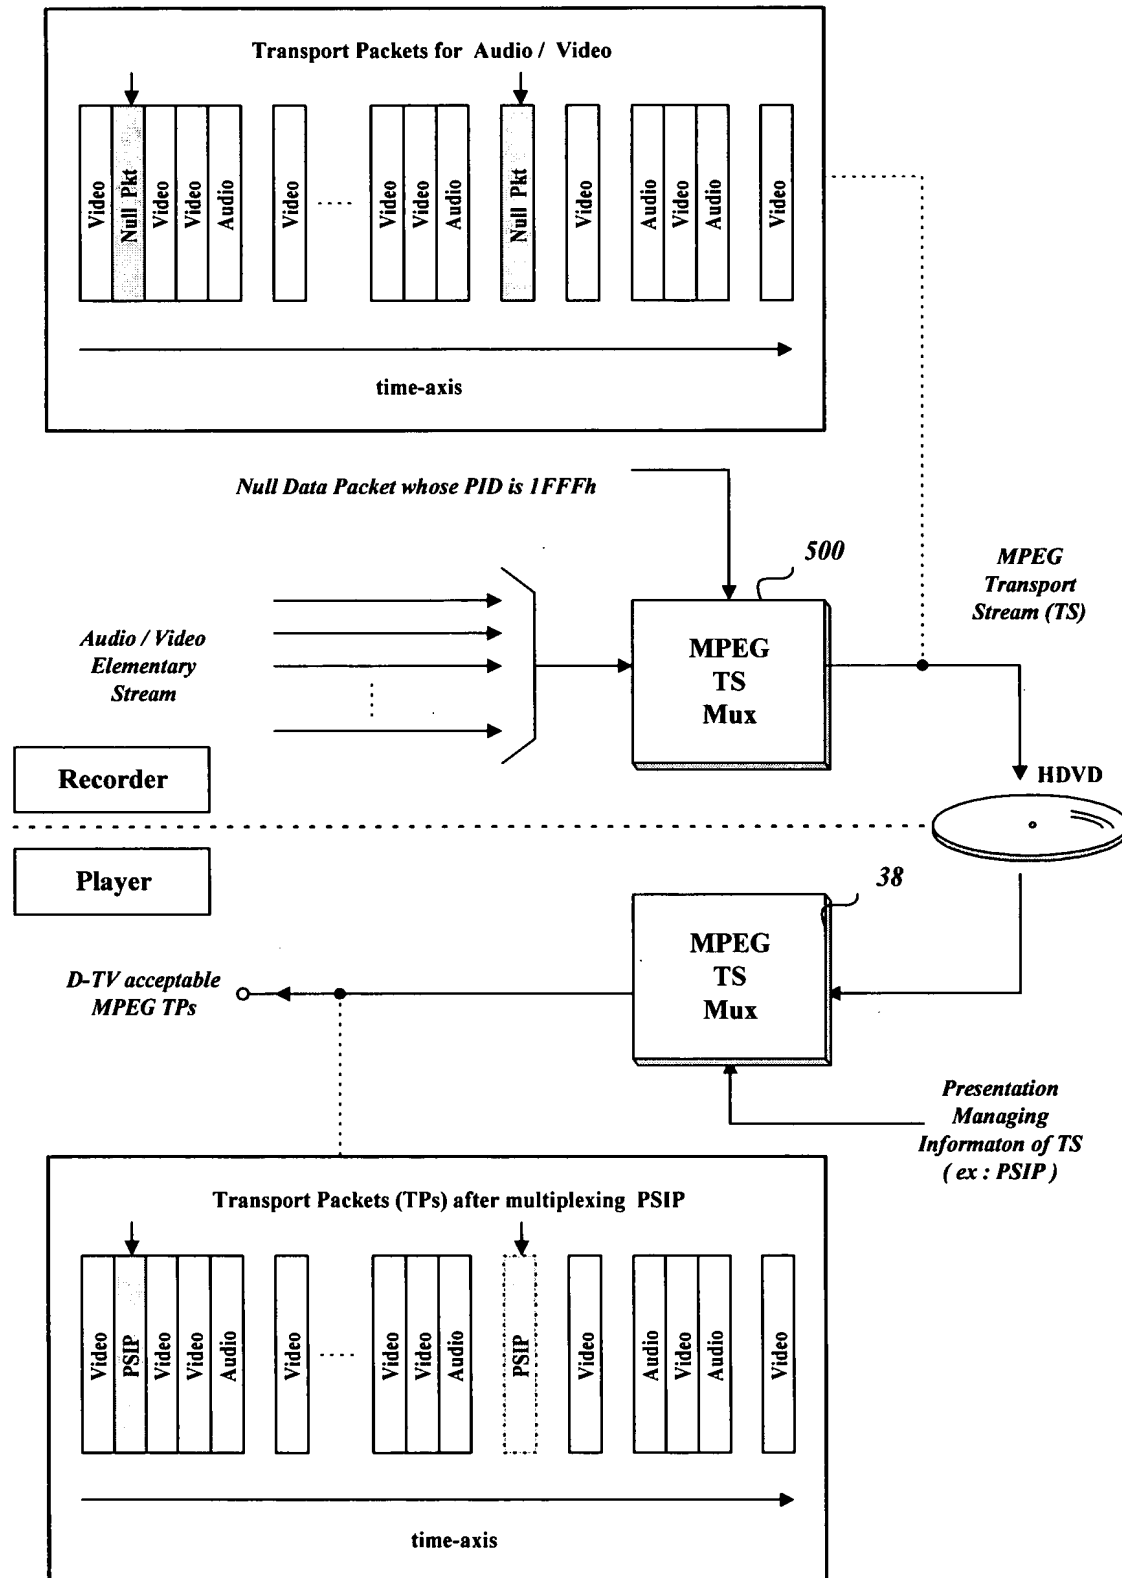 Transport Packets for Audio / Video
Video
Null Pkt
Video
Video
Audio
Video
Video
Video
Audio
Null Pkt
Video
Audio
Video
Audio
Video
time-axis
Null Data Packet whose PID is 1FFFh
500
MPEG
Transport
Stream (TS)
Audio / Video
Elementary
Stream
MPEG
TS
Mux
Recorder
HDVD
Player
38
MPEG
TS
Mux
D-TV acceptable
MPEG TPs
Presentation
Managing
Informaton of TS
( ex : PSIP )
Transport Packets (TPs) after multiplexing PSIP
Video
PSIP
Video
Video
Audio
Video
Video
Video
Audio
PSIP
Video
Audio
Video
Audio
Video
time-axis